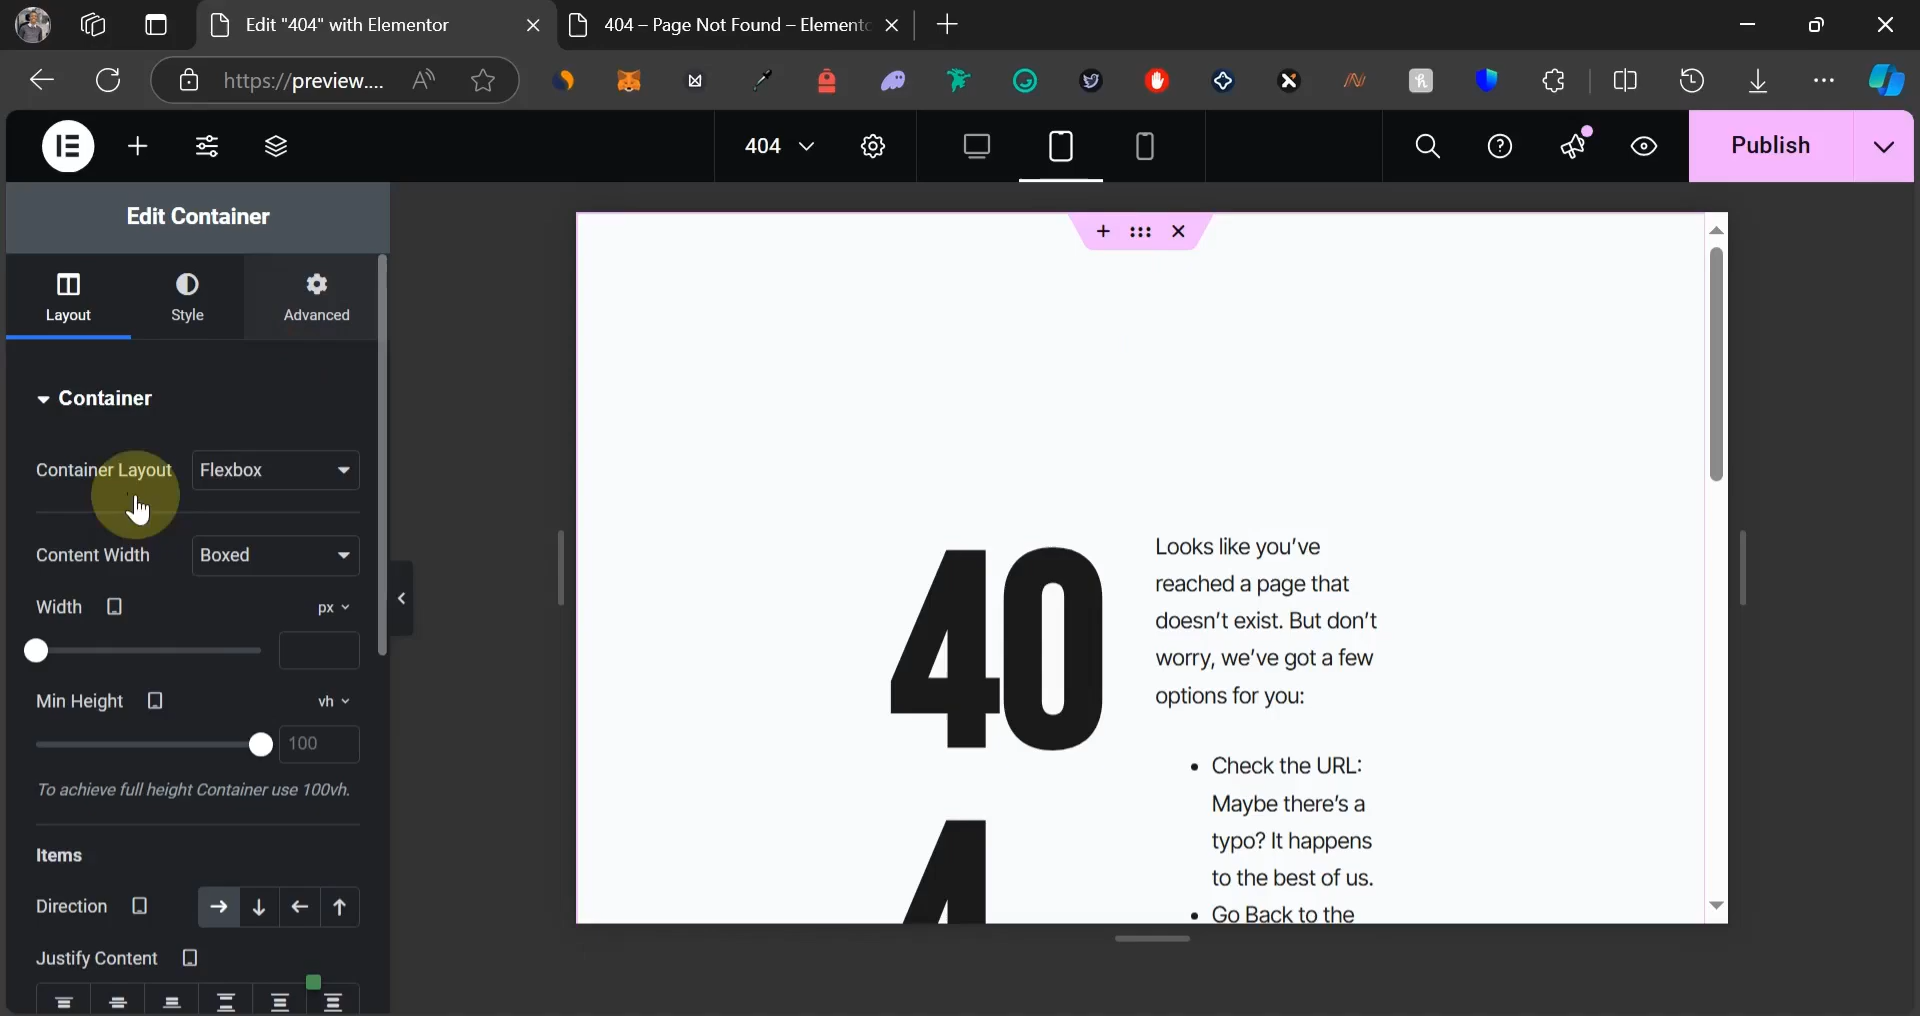 Edit "404" with Elementor
404 – Page Not Found – Elemento
https://preview....
404
Publish
Edit Container
Layout
Style
Advanced
Container
Container Layout
Flexbox
Content Width
Boxed
Width
px
Min Height
vh
100
To achieve full height Container use 100vh.
Items
Direction
Justify Content
40
4
Looks like you've
reached a page that
doesn't exist. But don't
worry, we've got a few
options for you:
• Check the URL:
Maybe there's a
typo? It happens
to the best of us.
• Go Back to the